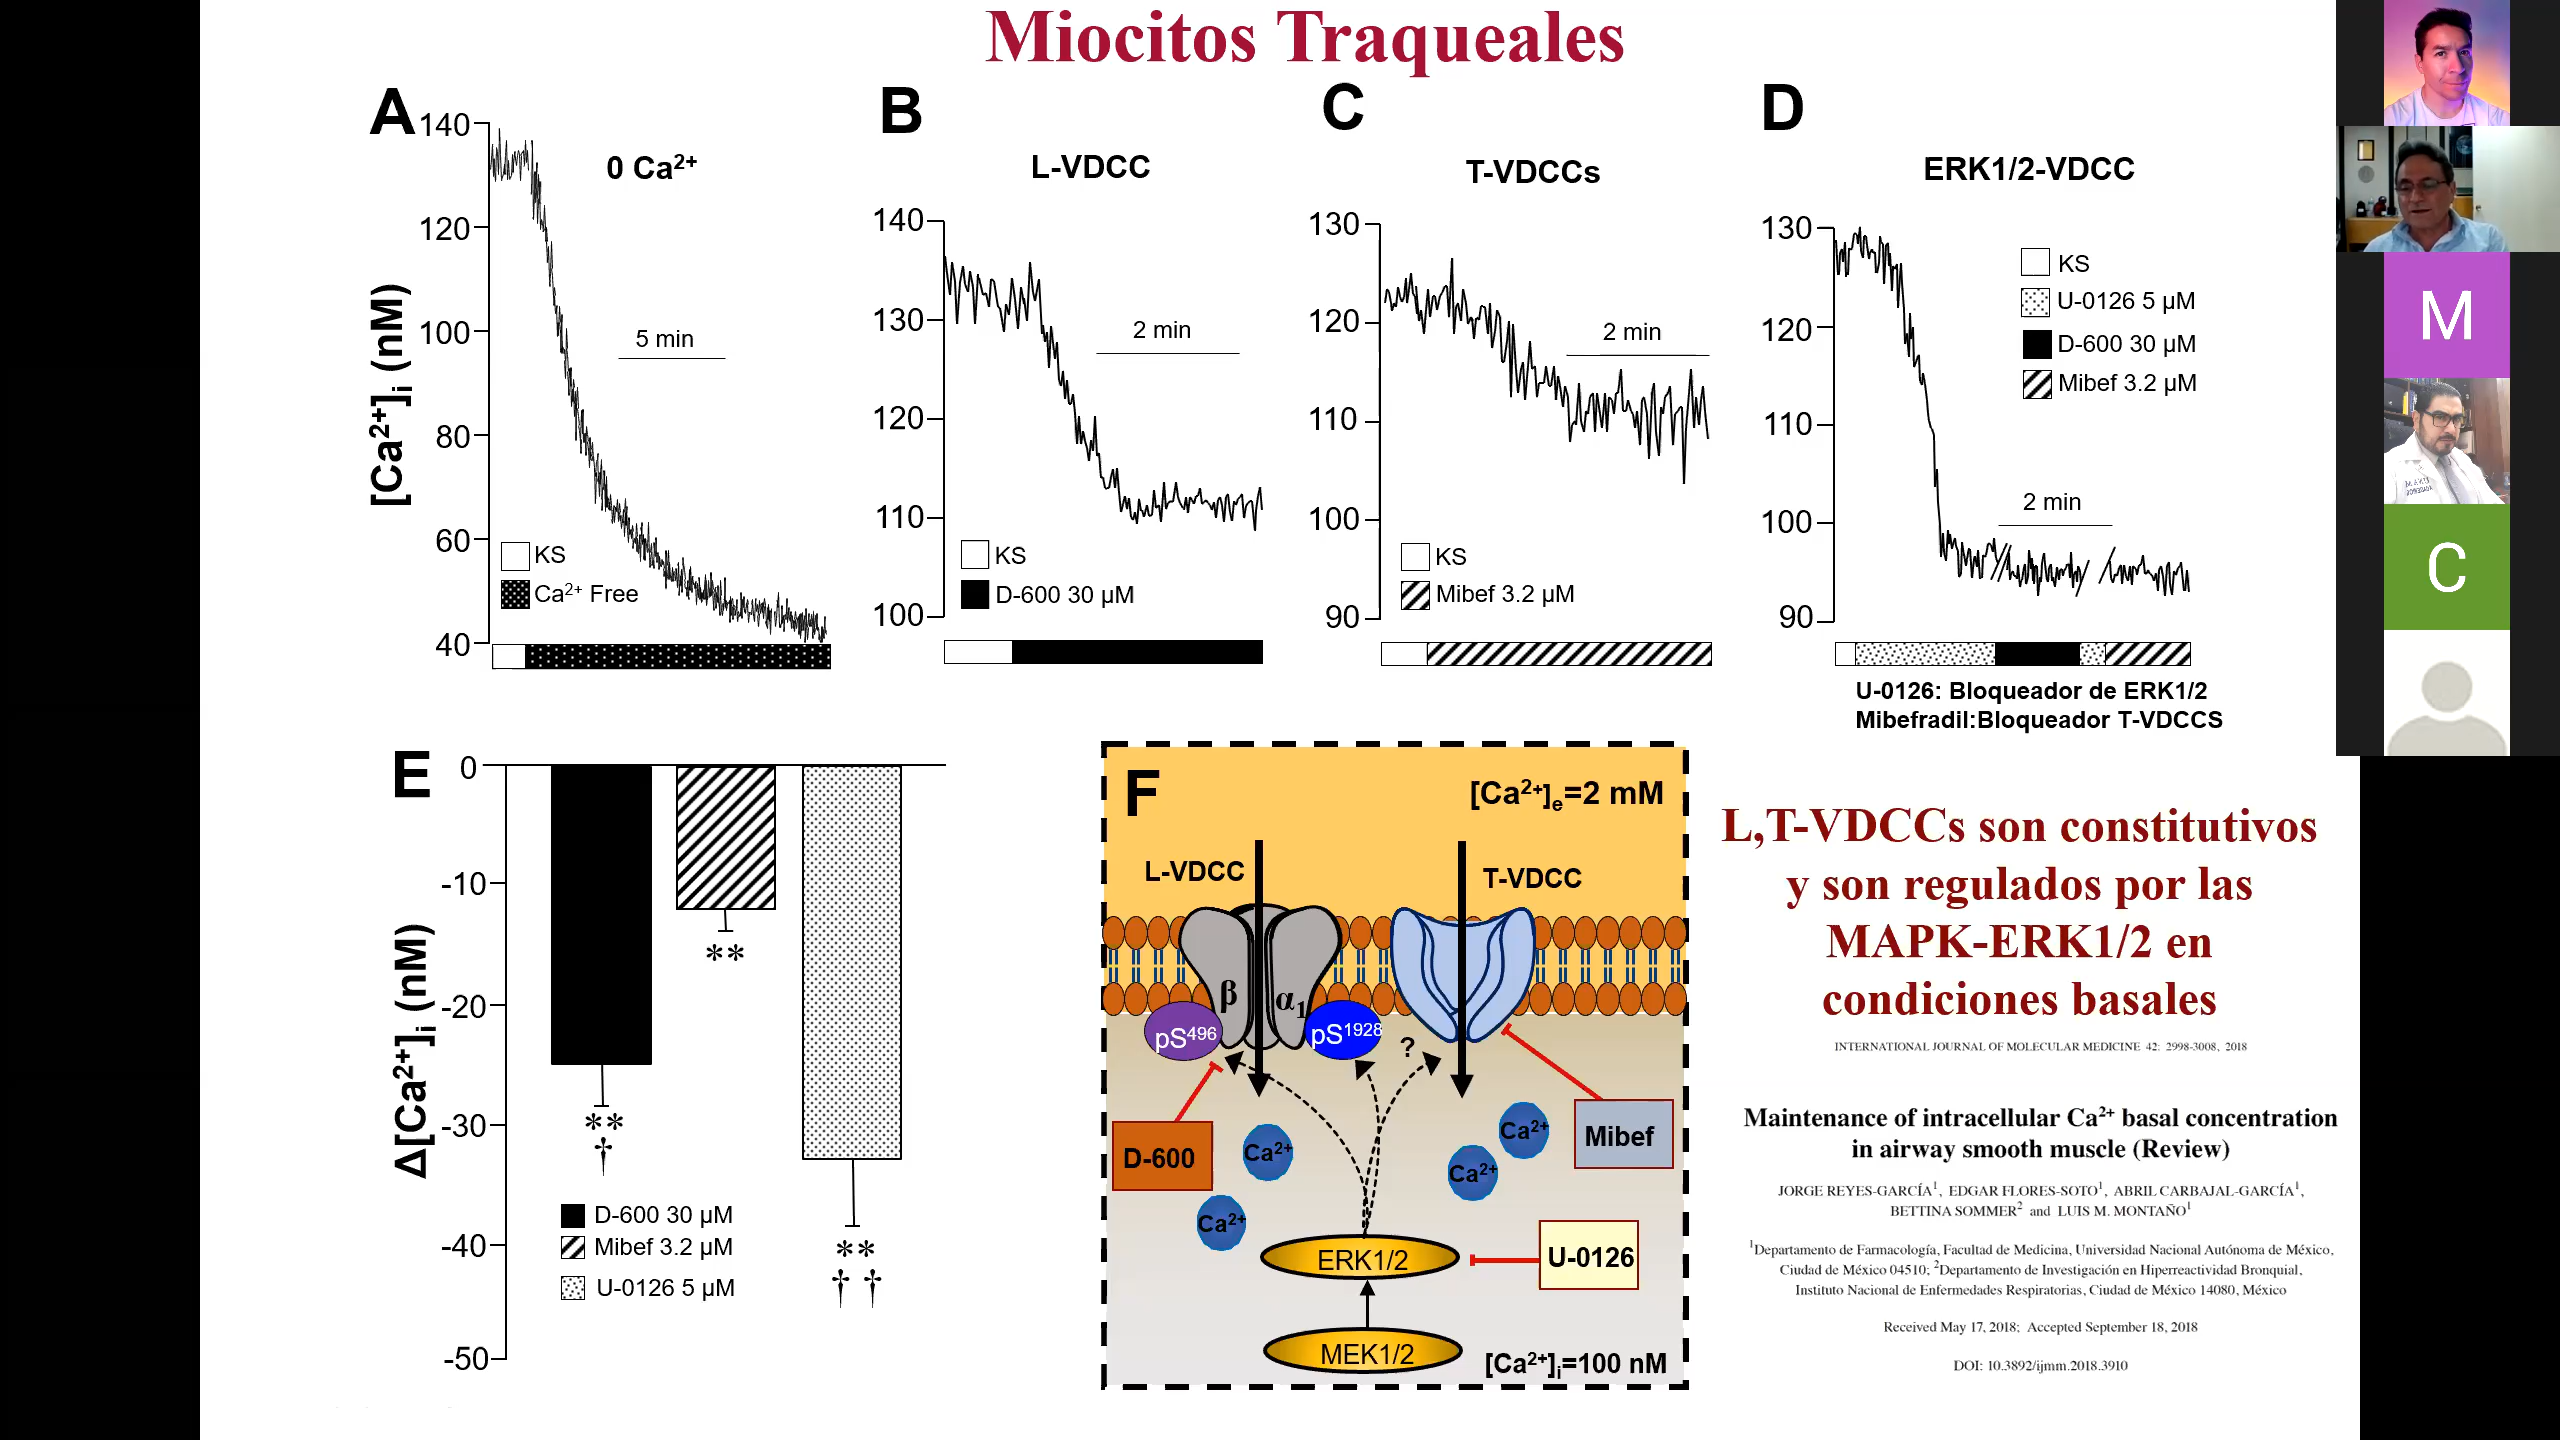 Miocitos Traqueales
A
0 Ca²⁺
[Ca²⁺]ᵢ (nM)
140
120
100
80
60
40
5 min
KS
Ca²⁺ Free
B
L-VDCC
140
130
120
110
100
2 min
KS
D-600 30 µM
C
T-VDCCs
130
120
110
100
90
2 min
KS
Mibef 3.2 µM
D
ERK1/2-VDCC
130
120
110
100
90
KS
U-0126 5 µM
D-600 30 µM
Mibef 3.2 µM
2 min
U-0126: Bloqueador de ERK1/2
Mibefradil:Bloqueador T-VDCCS
E
Δ[Ca²⁺]ᵢ (nM)
0
-10
-20
-30
-40
-50
**
†
**
**
† †
D-600 30 µM
Mibef 3.2 µM
U-0126 5 µM
F
[Ca²⁺]ₑ=2 mM
L-VDCC
T-VDCC
β
α₁
pS⁴⁹⁶
pS¹⁹²⁸
?
D-600
Ca²⁺
Ca²⁺
Ca²⁺
Ca²⁺
Mibef
ERK1/2
U-0126
MEK1/2
[Ca²⁺]ᵢ=100 nM
L,T-VDCCs son constitutivos
y son regulados por las
MAPK-ERK1/2 en
condiciones basales
INTERNATIONAL JOURNAL OF MOLECULAR MEDICINE 42: 2998-3008, 2018
Maintenance of intracellular Ca²⁺ basal concentration
in airway smooth muscle (Review)
JORGE REYES-GARCÍA¹, EDGAR FLORES-SOTO¹, ABRIL CARBAJAL-GARCÍA¹,
BETTINA SOMMER² and LUIS M. MONTAÑO¹
¹Departamento de Farmacología, Facultad de Medicina, Universidad Nacional Autónoma de México,
Ciudad de México 04510; ²Departamento de Investigación en Hiperreactividad Bronquial,
Instituto Nacional de Enfermedades Respiratorias, Ciudad de México 14080, México
Received May 17, 2018; Accepted September 18, 2018
DOI: 10.3892/ijmm.2018.3910
M
C